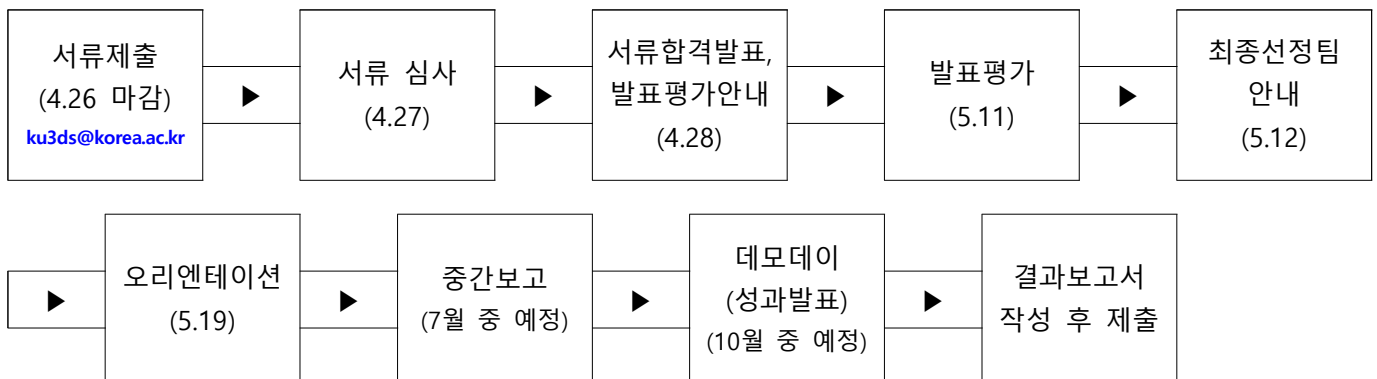 서류제출
(4.26 마감)
ku3ds@korea.ac.kr
▶
서류 심사
(4.27)
▶
서류합격발표,
발표평가안내
(4.28)
▶
발표평가
(5.11)
▶
최종선정팀
안내
(5.12)
▶
오리엔테이션
(5.19)
▶
중간보고
(7월 중 예정)
▶
데모데이
(성과발표)
(10월 중 예정)
▶
결과보고서
작성 후 제출